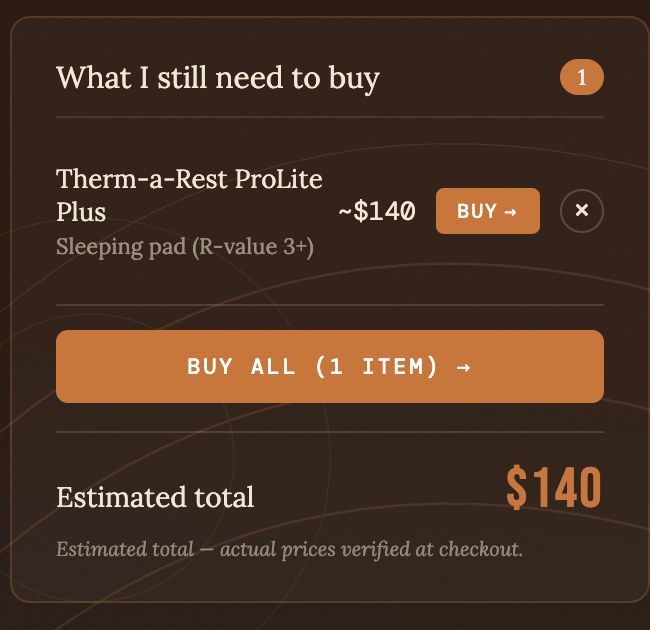 What I still need to buy
1
Therm-a-Rest ProLite
Plus
Sleeping pad (R-value 3+)
~$140
BUY →
×
BUY ALL (1 ITEM) →
Estimated total
$140
Estimated total — actual prices verified at checkout.